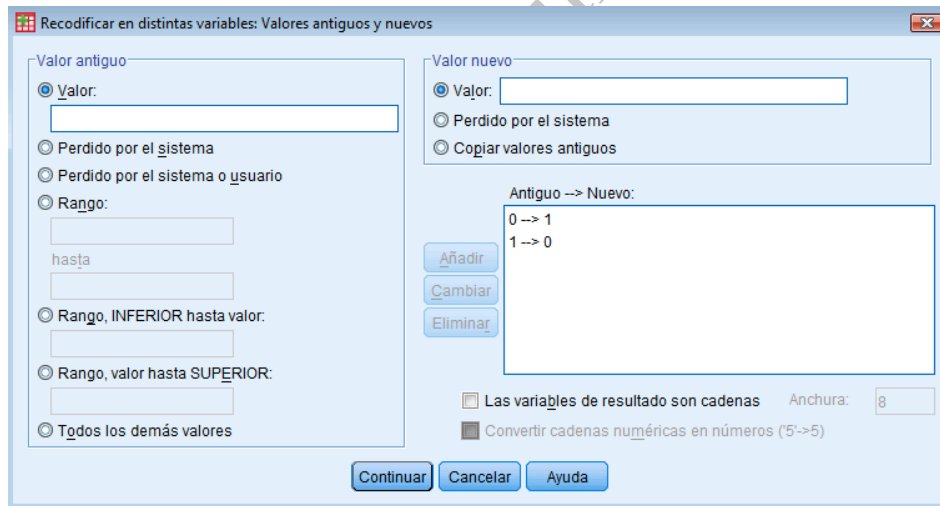 Recodificar en distintas variables: Valores antiguos y nuevos
Valor antiguo
Valor:
Perdido por el sistema
Perdido por el sistema o usuario
Rango:
hasta
Rango, INFERIOR hasta valor:
Rango, valor hasta SUPERIOR:
Todos los demás valores
Valor nuevo
Valor:
Perdido por el sistema
Copiar valores antiguos
Antiguo --> Nuevo:
0 --> 1
1 --> 0
Añadir
Cambiar
Eliminar
Las variables de resultado son cadenas
Anchura:
8
Convertir cadenas numéricas en números ('5'->5)
Continuar
Cancelar
Ayuda